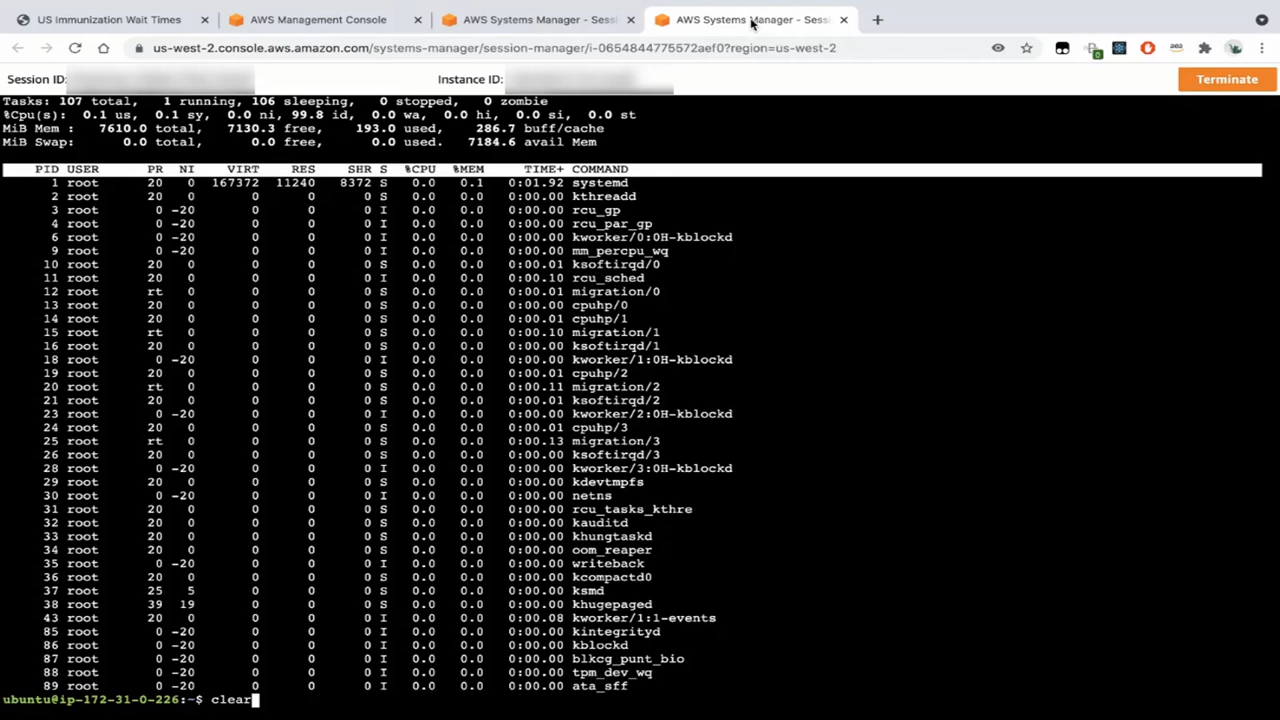 US Immunization Wait Times
AWS Management Console
AWS Systems Manager - Sessi
AWS Systems Manager - Sessi
us-west-2.console.aws.amazon.com/systems-manager/session-manager/i-0654844775572aef0?region=us-west-2
Session ID:
Instance ID:
Terminate
Tasks: 107 total, 1 running, 106 sleeping, 0 stopped, 0 zombie
%Cpu(s): 0.1 us, 0.1 sy, 0.0 ni, 99.8 id, 0.0 wa, 0.0 hi, 0.0 si, 0.0 st
MiB Mem : 7610.0 total, 7130.3 free, 193.0 used, 286.7 buff/cache
MiB Swap: 0.0 total, 0.0 free, 0.0 used. 7184.6 avail Mem
PID USER PR NI VIRT RES SHR S %CPU %MEM TIME+ COMMAND
1 root 20 0 167372 11240 8372 S 0.0 0.1 0:01.92 systemd
2 root 20 0 0 0 0 S 0.0 0.0 0:00.00 kthreadd
3 root 0 -20 0 0 0 I 0.0 0.0 0:00.00 rcu_gp
4 root 0 -20 0 0 0 I 0.0 0.0 0:00.00 rcu_par_gp
6 root 0 -20 0 0 0 I 0.0 0.0 0:00.00 kworker/0:0H-kblockd
9 root 0 -20 0 0 0 I 0.0 0.0 0:00.00 mm_percpu_wq
10 root 20 0 0 0 0 S 0.0 0.0 0:00.01 ksoftirqd/0
11 root 20 0 0 0 0 I 0.0 0.0 0:00.10 rcu_sched
12 root rt 0 0 0 0 S 0.0 0.0 0:00.01 migration/0
13 root 20 0 0 0 0 S 0.0 0.0 0:00.00 cpuhp/0
14 root 20 0 0 0 0 S 0.0 0.0 0:00.01 cpuhp/1
15 root rt 0 0 0 0 S 0.0 0.0 0:00.10 migration/1
16 root 20 0 0 0 0 S 0.0 0.0 0:00.00 ksoftirqd/1
18 root 0 -20 0 0 0 I 0.0 0.0 0:00.00 kworker/1:0H-kblockd
19 root 20 0 0 0 0 S 0.0 0.0 0:00.01 cpuhp/2
20 root rt 0 0 0 0 S 0.0 0.0 0:00.11 migration/2
21 root 20 0 0 0 0 S 0.0 0.0 0:00.01 ksoftirqd/2
23 root 0 -20 0 0 0 I 0.0 0.0 0:00.00 kworker/2:0H-kblockd
24 root 20 0 0 0 0 S 0.0 0.0 0:00.01 cpuhp/3
25 root rt 0 0 0 0 S 0.0 0.0 0:00.13 migration/3
26 root 20 0 0 0 0 S 0.0 0.0 0:00.00 ksoftirqd/3
28 root 0 -20 0 0 0 I 0.0 0.0 0:00.00 kworker/3:0H-kblockd
29 root 20 0 0 0 0 S 0.0 0.0 0:00.00 kdevtmpfs
30 root 0 -20 0 0 0 I 0.0 0.0 0:00.00 netns
31 root 20 0 0 0 0 S 0.0 0.0 0:00.00 rcu_tasks_kthre
32 root 20 0 0 0 0 S 0.0 0.0 0:00.00 kauditd
33 root 20 0 0 0 0 S 0.0 0.0 0:00.00 khungtaskd
34 root 20 0 0 0 0 S 0.0 0.0 0:00.00 oom_reaper
35 root 0 -20 0 0 0 I 0.0 0.0 0:00.00 writeback
36 root 20 0 0 0 0 S 0.0 0.0 0:00.00 kcompactd0
37 root 25 5 0 0 0 S 0.0 0.0 0:00.00 ksmd
38 root 39 19 0 0 0 S 0.0 0.0 0:00.00 khugepaged
43 root 20 0 0 0 0 I 0.0 0.0 0:00.08 kworker/1:1-events
85 root 0 -20 0 0 0 I 0.0 0.0 0:00.00 kintegrityd
86 root 0 -20 0 0 0 I 0.0 0.0 0:00.00 kblockd
87 root 0 -20 0 0 0 I 0.0 0.0 0:00.00 blkcg_punt_bio
88 root 0 -20 0 0 0 I 0.0 0.0 0:00.00 tpm_dev_wq
89 root 0 -20 0 0 0 I 0.0 0.0 0:00.00 ata_sff
ubuntu@ip-172-31-0-226:~$ clear